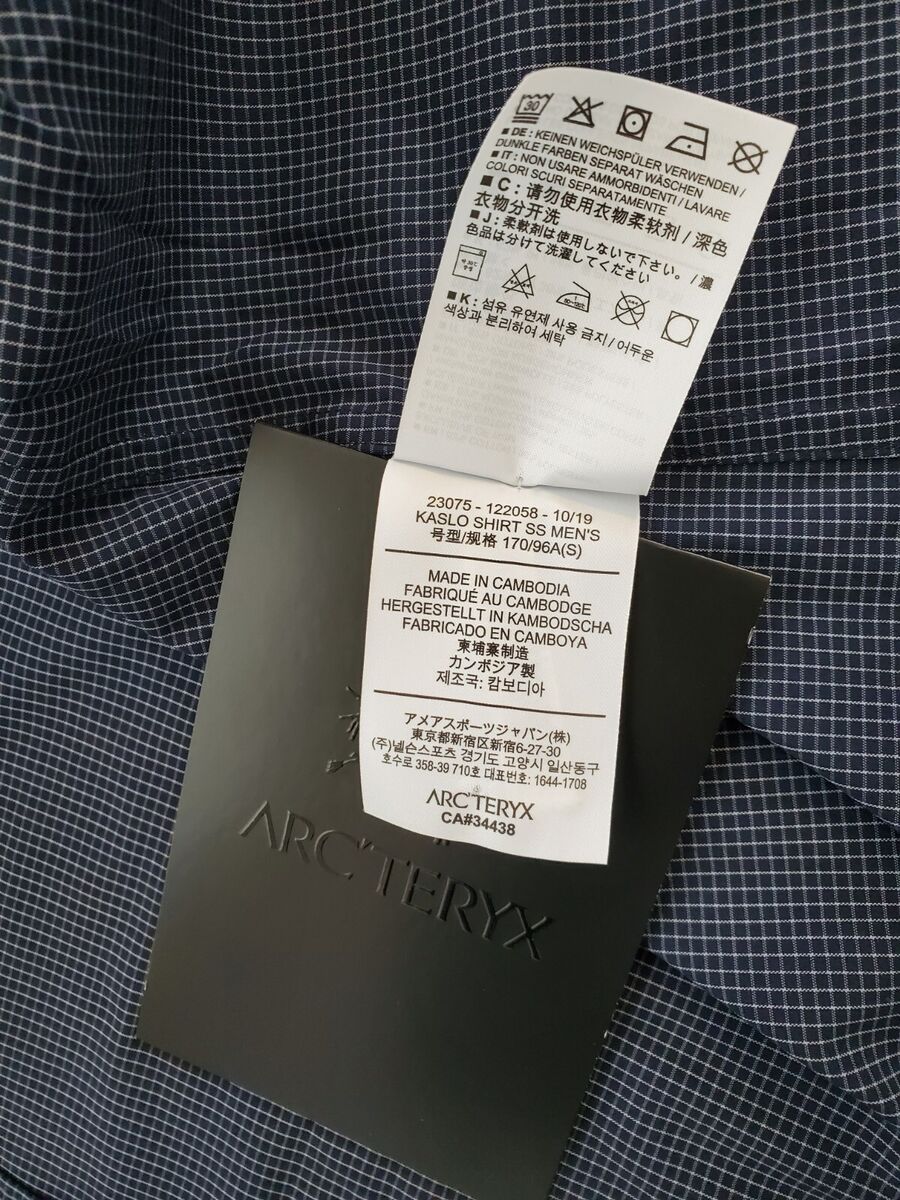 30
■ DE : KEINEN WEICHSPÜLER VERWENDEN /
DUNKLE FARBEN SEPARAT WÄSCHEN
■ IT : NON USARE AMMORBIDENTI / LAVARE
COLORI SCURI SEPARATAMENTE
■ C : 请勿使用衣物柔软剂 / 深色
衣物分开洗
■ J : 柔軟剤は使用しないで下さい。 / 濃
色品は分けて洗濯してください
■ K : 섬유 유연제 사용 금지 / 어두운
색상과 분리하여 세탁
23075 - 122058 - 10/19
KASLO SHIRT SS MEN'S
号型/规格 170/96A(S)
MADE IN CAMBODIA
FABRIQUÉ AU CAMBODGE
HERGESTELLT IN KAMBODSCHA
FABRICADO EN CAMBOYA
柬埔寨制造
カンボジア製
제조국: 캄보디아
アメアスポーツジャパン(株)
東京都新宿区新宿6-27-30
(주)넬슨스포츠 경기도 고양시 일산동구
호수로 358-39 710호 대표번호: 1644-1708
ARC'TERYX
CA#34438
ARC'TERYX